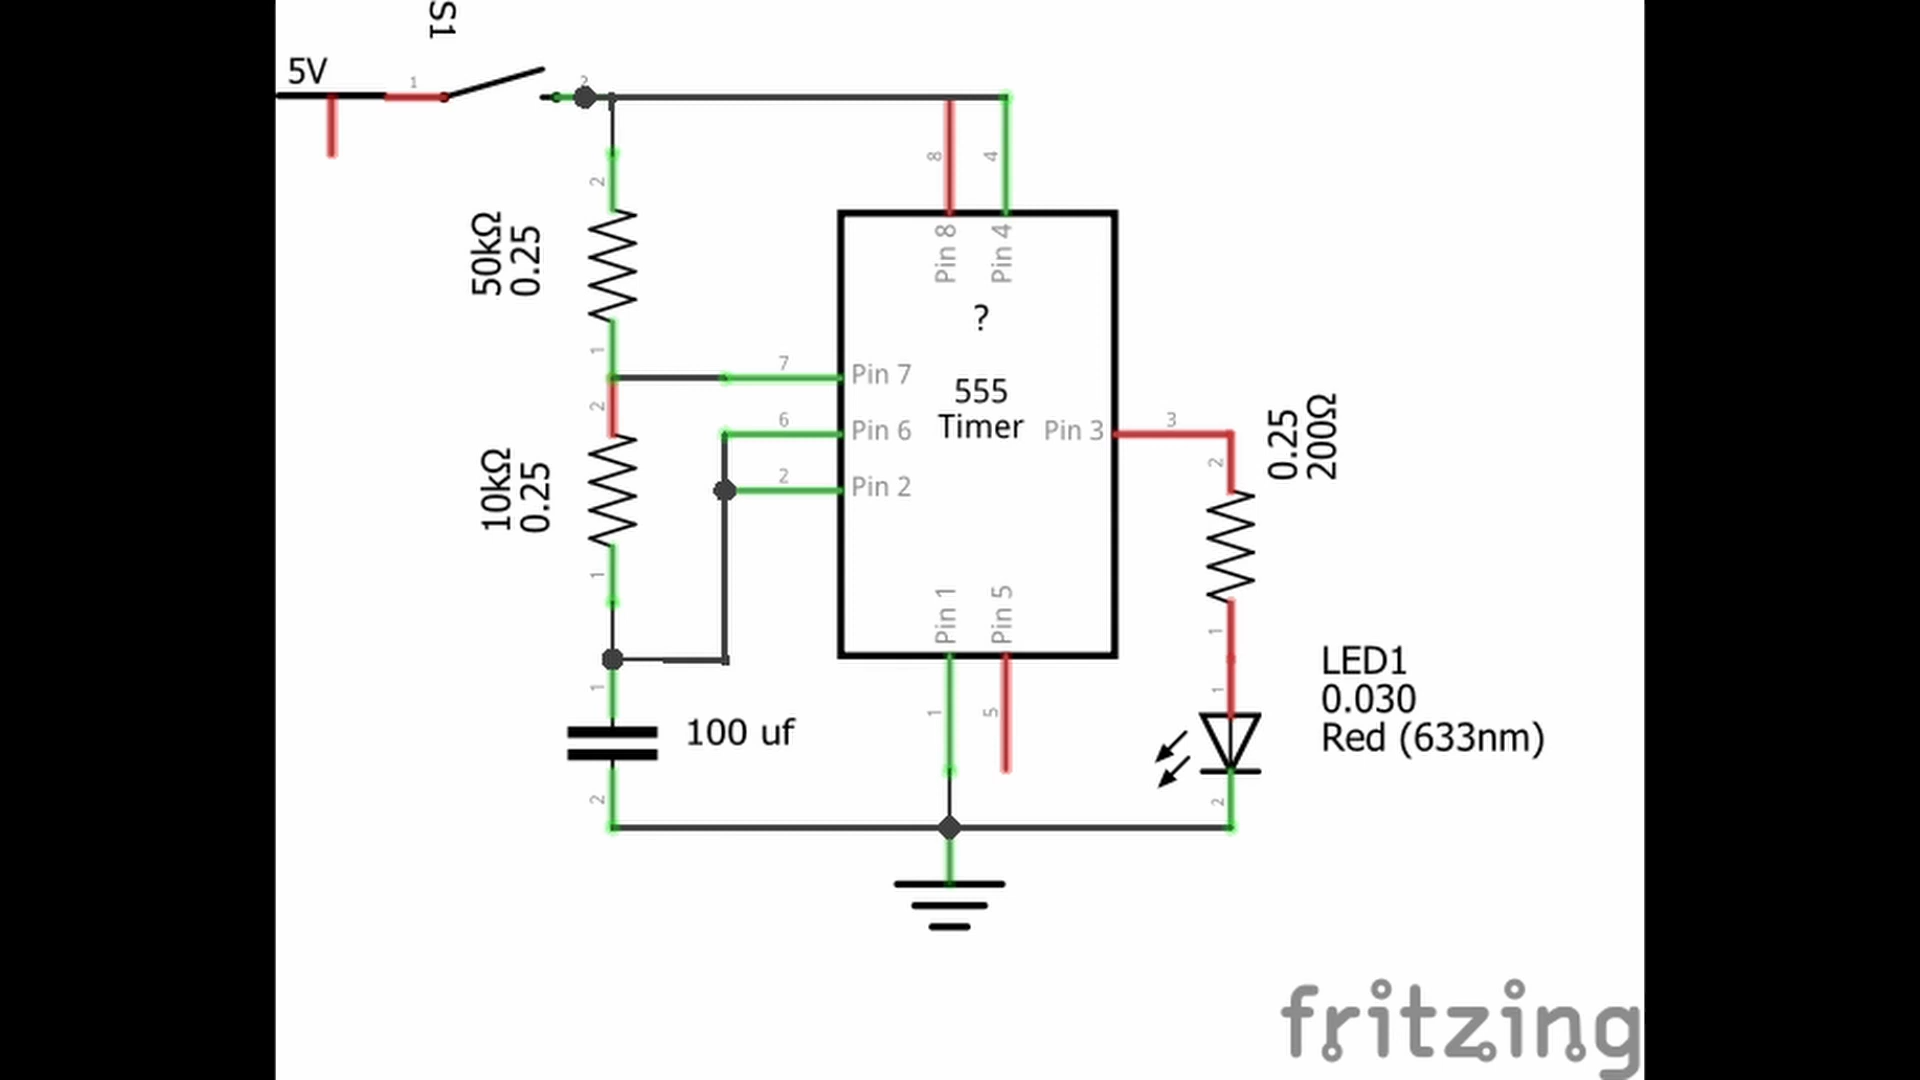 S1
5V
1
2
8
4
2
50kΩ
0.25
Pin 8
Pin 4
?
1
7
Pin 7
555
Timer
2
6
Pin 6
Pin 3
3
0.25
200Ω
2
10kΩ
0.25
2
Pin 2
1
Pin 1
Pin 5
1
1
1
5
1
LED1
0.030
Red (633nm)
100 uf
2
2
fritzing